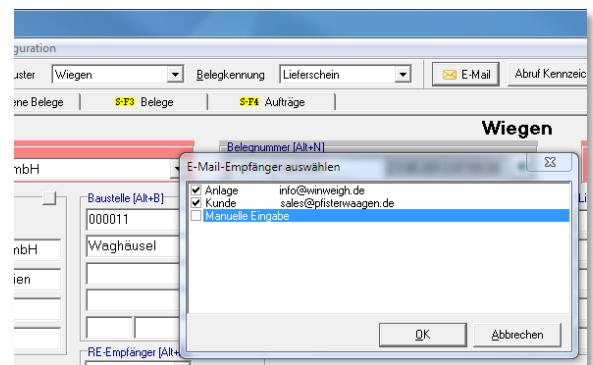 guration
uster Wiegen Belegkennung Lieferschein E-Mail Abruf Kennzeic
ene Belege S-F3 Belege S-F4 Aufträge
Wiegen
Belegnummer [Alt+N]
mbH
E-Mail-Empfänger auswählen
Anlage info@winweigh.de
Kunde sales@pfisterwaagen.de
Manuelle Eingabe
Baustelle [Alt+B]
000011
mbH Waghäusel
ien
OK Abbrechen
RE-Empfänger [Alt+